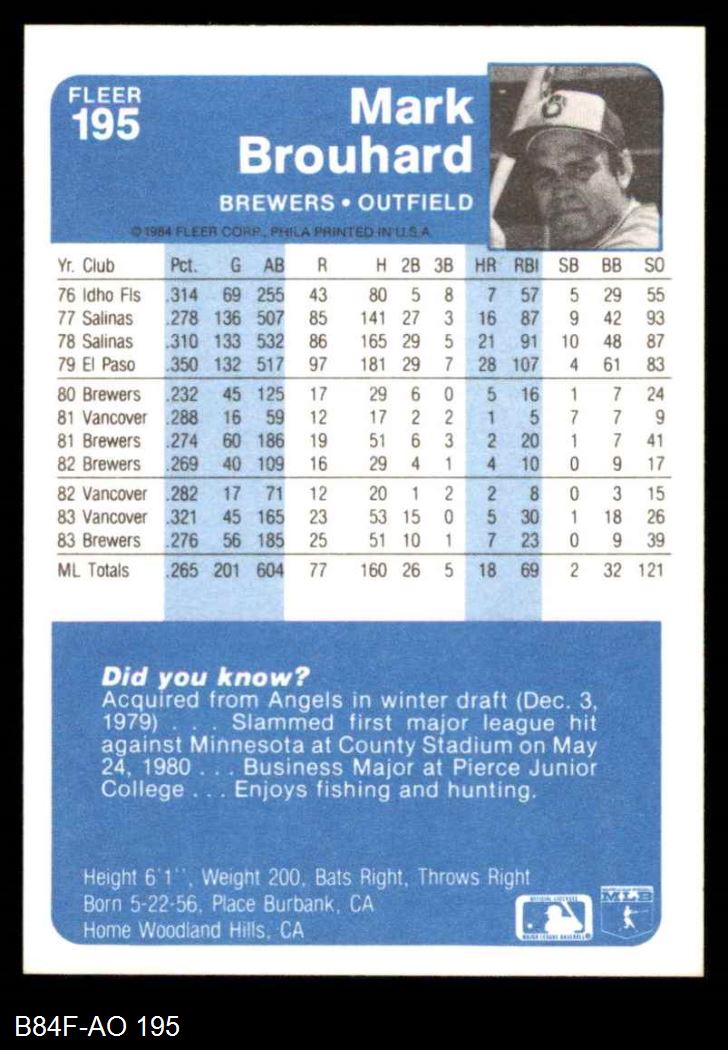 FLEER
195
Mark
Brouhard
BREWERS • OUTFIELD
© 1984 FLEER CORP., PHILA PRINTED IN U.S.A.
Yr. Club Pct. G AB R H 2B 3B HR RBI SB BB SO
76 Idho Fls .314 69 255 43 80 5 8 7 57 5 29 55
77 Salinas .278 136 507 85 141 27 3 16 87 9 42 93
78 Salinas .310 133 532 86 165 29 5 21 91 10 48 87
79 El Paso .350 132 517 97 181 29 7 28 107 4 61 83
80 Brewers .232 45 125 17 29 6 0 5 16 1 7 24
81 Vancover .288 16 59 12 17 2 2 1 5 7 7 9
81 Brewers .274 60 186 19 51 6 3 2 20 1 7 41
82 Brewers .269 40 109 16 29 4 1 4 10 0 9 17
82 Vancover .282 17 71 12 20 1 2 2 8 0 3 15
83 Vancover .321 45 165 23 53 15 0 5 30 1 18 26
83 Brewers .276 56 185 25 51 10 1 7 23 0 9 39
ML Totals .265 201 604 77 160 26 5 18 69 2 32 121
Did you know?
Acquired from Angels in winter draft (Dec. 3,
1979) . . . Slammed first major league hit
against Minnesota at County Stadium on May
24, 1980 . . . Business Major at Pierce Junior
College . . . Enjoys fishing and hunting.
Height 6'1'', Weight 200, Bats Right, Throws Right
Born 5-22-56, Place Burbank, CA
Home Woodland Hills, CA
MLB
B84F-AO 195